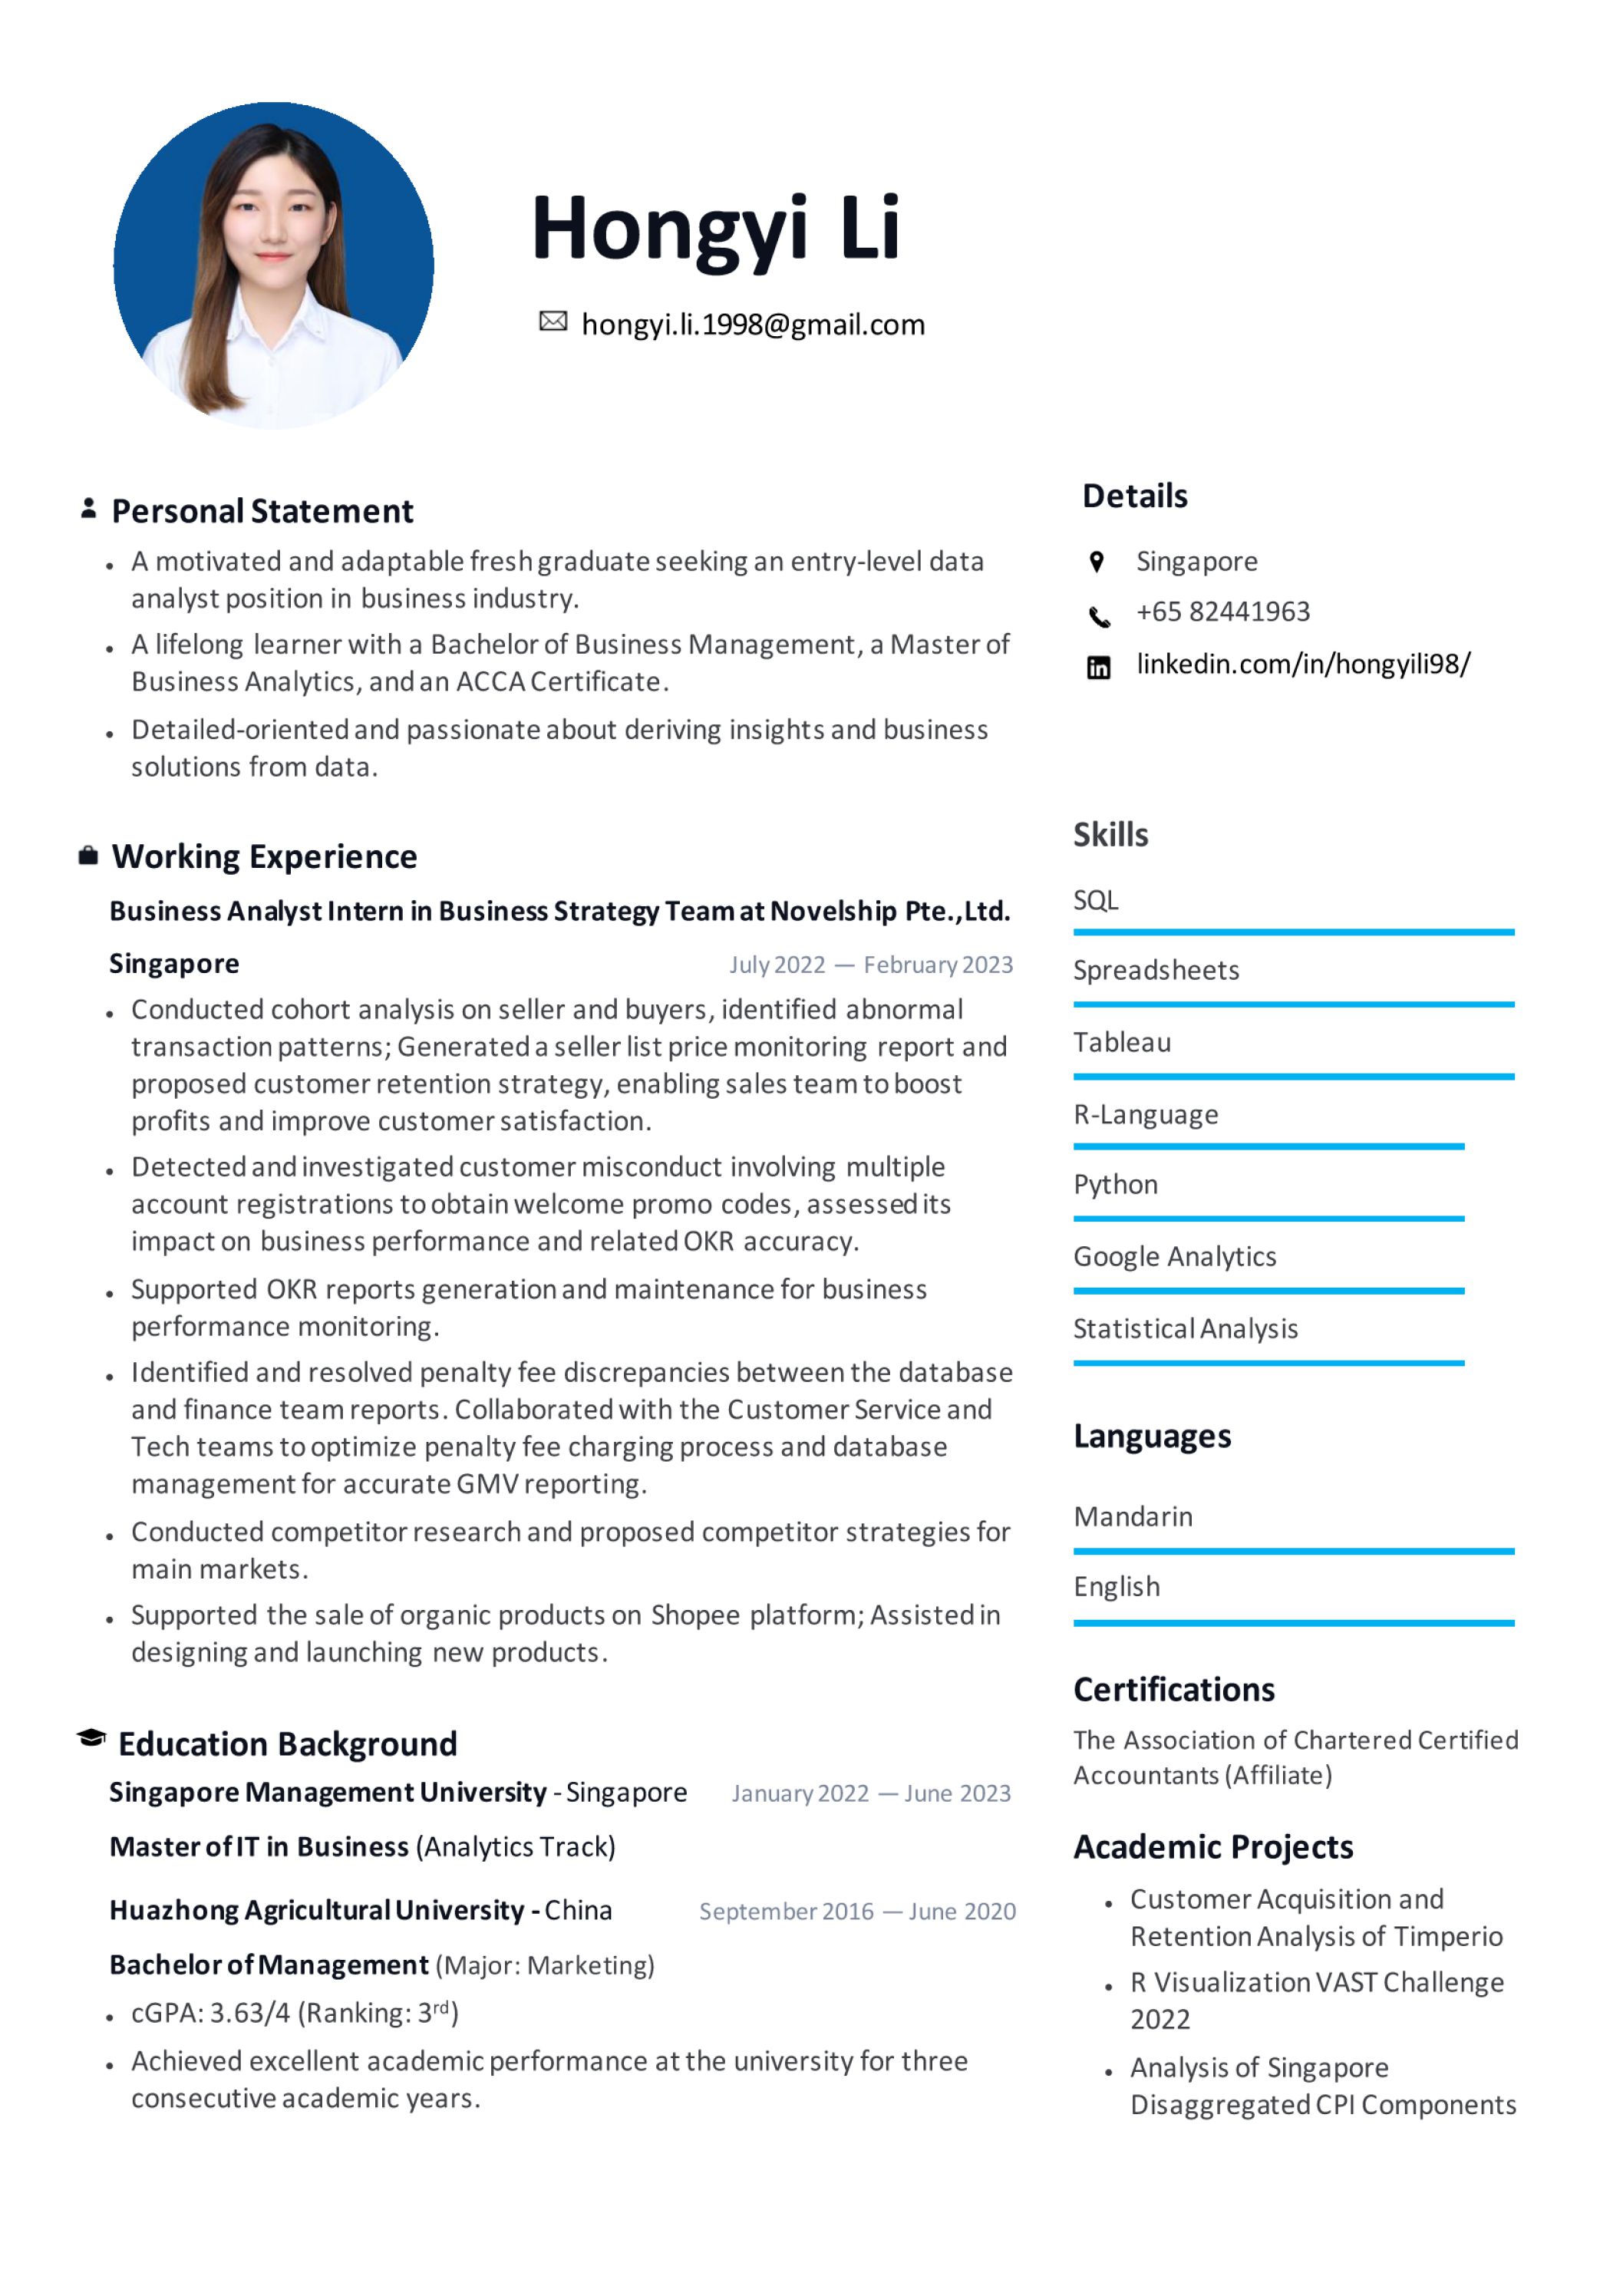 Hongyi Li
hongyi.li.1998@gmail.com
Personal Statement
• A motivated and adaptable fresh graduate seeking an entry-level data
analyst position in business industry.
• A lifelong learner with a Bachelor of Business Management, a Master of
Business Analytics, and an ACCA Certificate.
• Detailed-oriented and passionate about deriving insights and business
solutions from data.
Working Experience
Business Analyst Intern in Business Strategy Team at Novelship Pte.,Ltd.
Singapore July 2022 — February 2023
• Conducted cohort analysis on seller and buyers, identified abnormal
transaction patterns; Generated a seller list price monitoring report and
proposed customer retention strategy, enabling sales team to boost
profits and improve customer satisfaction.
• Detected and investigated customer misconduct involving multiple
account registrations to obtain welcome promo codes, assessed its
impact on business performance and related OKR accuracy.
• Supported OKR reports generation and maintenance for business
performance monitoring.
• Identified and resolved penalty fee discrepancies between the database
and finance team reports. Collaborated with the Customer Service and
Tech teams to optimize penalty fee charging process and database
management for accurate GMV reporting.
• Conducted competitor research and proposed competitor strategies for
main markets.
• Supported the sale of organic products on Shopee platform; Assisted in
designing and launching new products.
Education Background
Singapore Management University - Singapore January 2022 — June 2023
Master of IT in Business (Analytics Track)
Huazhong Agricultural University - China September 2016 — June 2020
Bachelor of Management (Major: Marketing)
• cGPA: 3.63/4 (Ranking: 3rd)
• Achieved excellent academic performance at the university for three
consecutive academic years.
Details
Singapore
+65 82441963
linkedin.com/in/hongyili98/
Skills
SQL
Spreadsheets
Tableau
R-Language
Python
Google Analytics
Statistical Analysis
Languages
Mandarin
English
Certifications
The Association of Chartered Certified
Accountants (Affiliate)
Academic Projects
• Customer Acquisition and
Retention Analysis of Timperio
• R Visualization VAST Challenge
2022
• Analysis of Singapore
Disaggregated CPI Components